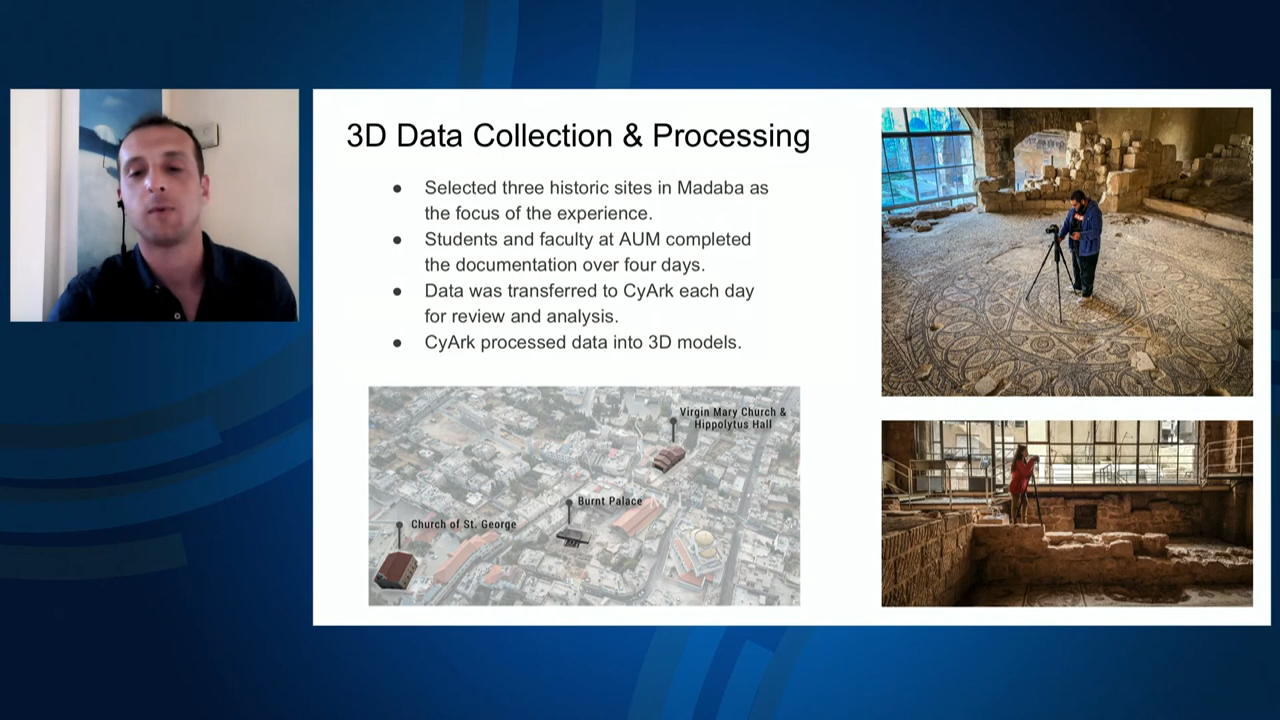 3D Data Collection & Processing
● Selected three historic sites in Madaba as
the focus of the experience.
● Students and faculty at AUM completed
the documentation over four days.
● Data was transferred to CyArk each day
for review and analysis.
● CyArk processed data into 3D models.
Virgin Mary Church &
Hippolytus Hall
Burnt Palace
Church of St. George